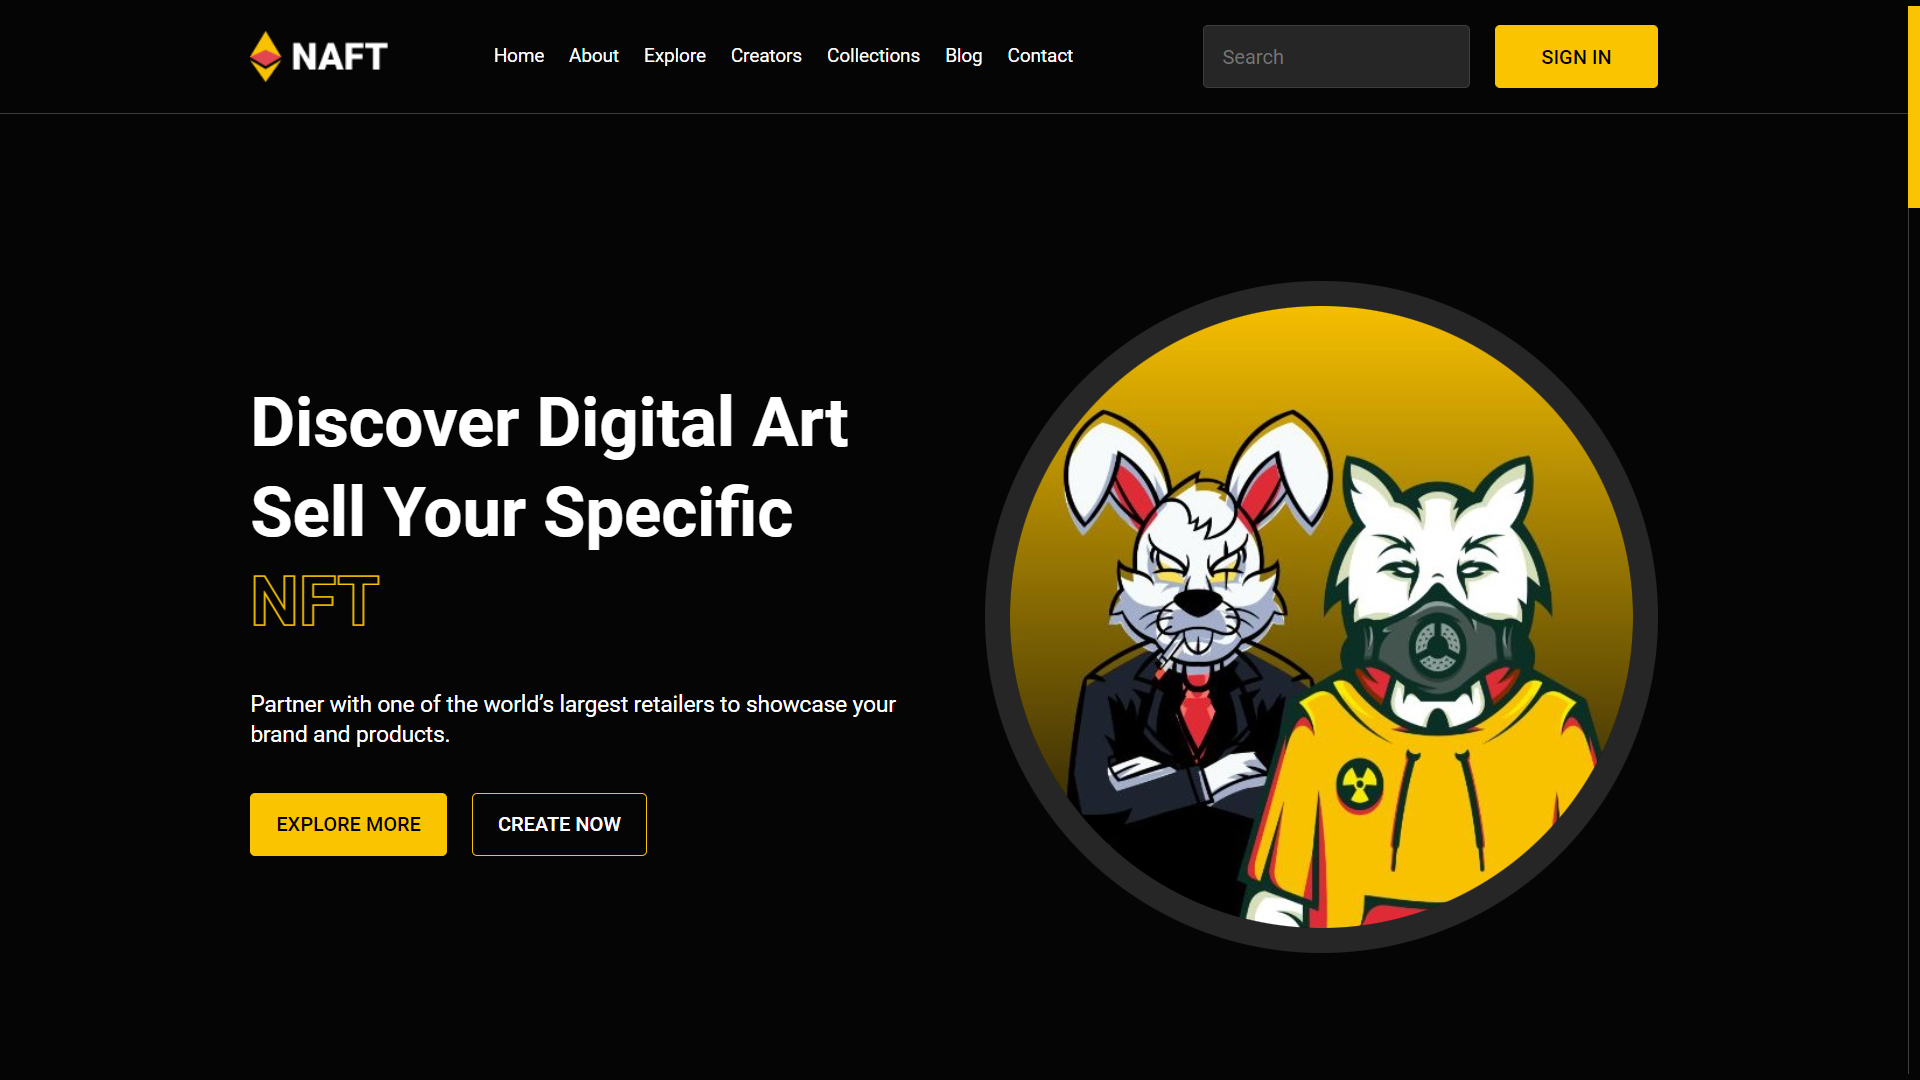 NAFT
Home About Explore Creators Collections Blog Contact
Search
SIGN IN
Discover Digital Art
Sell Your Specific
NFT
Partner with one of the world’s largest retailers to showcase your
brand and products.
EXPLORE MORE
CREATE NOW